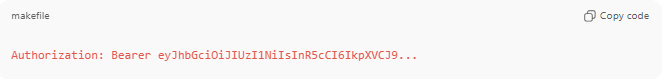 makefile
Copy code
Authorization: Bearer eyJhbGciOiJIUzI1NiIsInR5cCI6IkpXVCJ9...